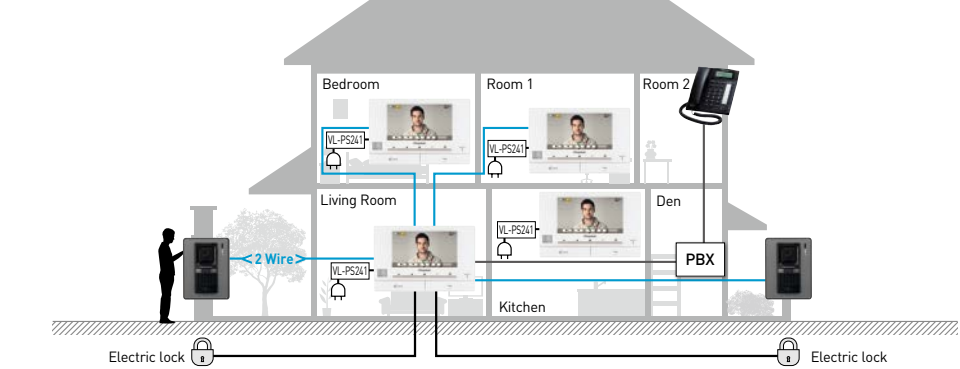 Bedroom
Room 1
Room 2
VL-PS241
VL-PS241
Living Room
Den
VL-PS241
2 Wire
PBX
VL-PS241
Kitchen
Electric lock
Electric lock